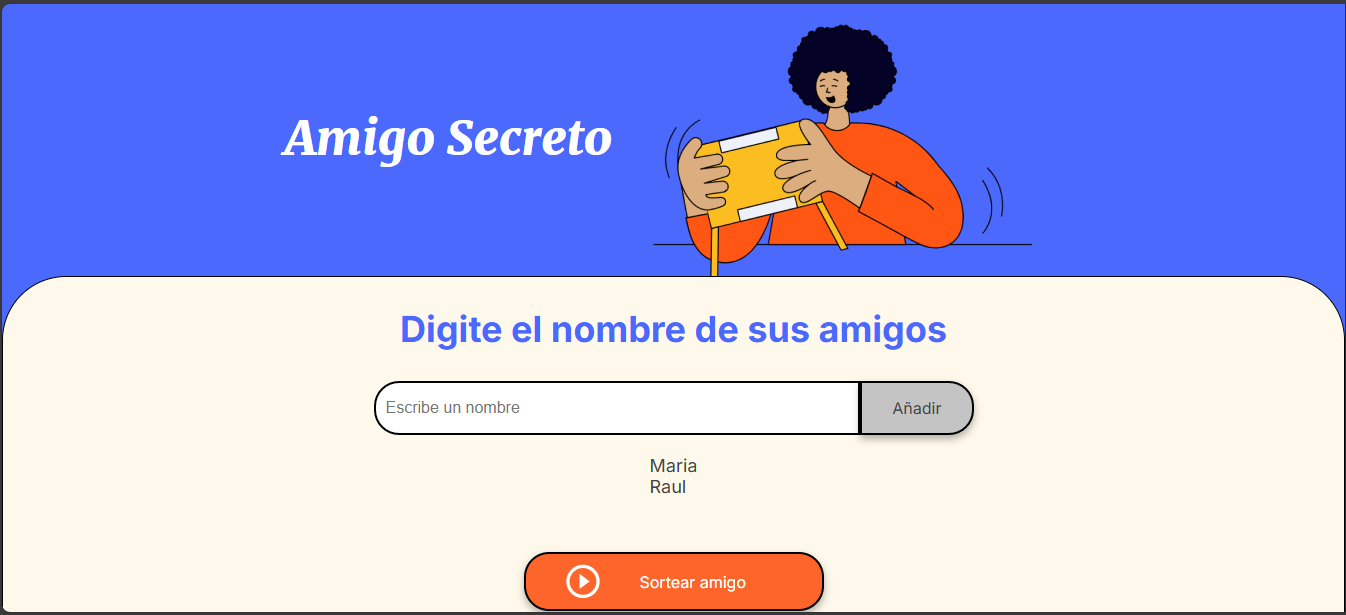 Amigo Secreto
Digite el nombre de sus amigos
Escribe un nombre
Añadir
Maria
Raul
Sortear amigo